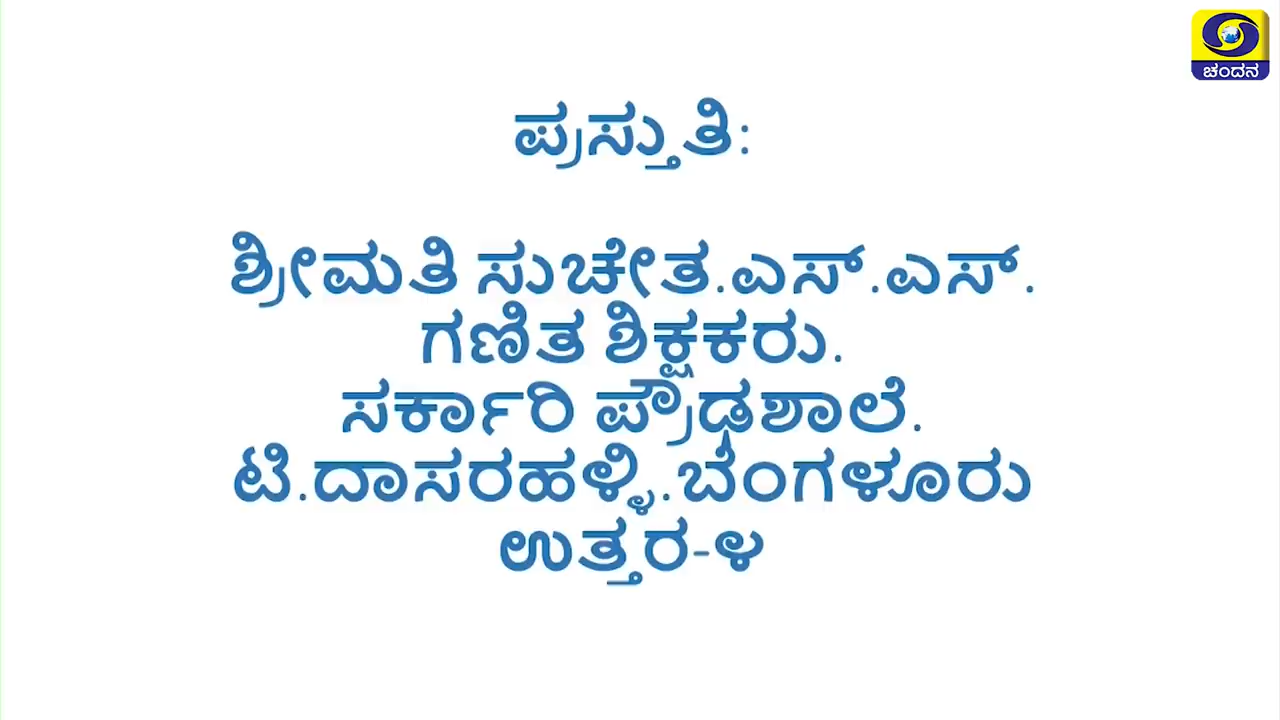 ಚಂದನ
ಪ್ರಸ್ತುತಿ:
ಶ್ರೀಮತಿ ಸುಚೇತ.ಎಸ್.ಎಸ್.
ಗಣಿತ ಶಿಕ್ಷಕರು.
ಸರ್ಕಾರಿ ಪ್ರೌಢಶಾಲೆ.
ಟಿ.ದಾಸರಹಳ್ಳಿ.ಬೆಂಗಳೂರು
ಉತ್ತರ-೪